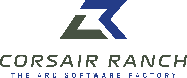 CORSAIR RANCH
THE ARC SOFTWARE FACTORY